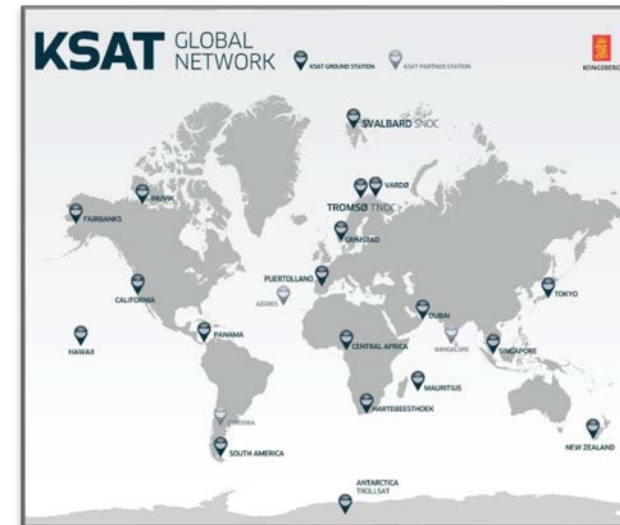 KSAT GLOBAL
NETWORK
KSAT GROUND STATION
KSAT PARTNER STATION
KONGSBERG
SVALBARD SNOC
INUVIK
VARDØ
FAIRBANKS
TROMSØ TNOC
GRIMSTAD
PUERTOLLANO
CALIFORNIA
AZORES
TOKYO
DUBAI
PANAMA
HAWAII
CENTRAL AFRICA
BANGALORE
SINGAPORE
MAURITIUS
HARTEBEESTHOEK
CORDOBA
NEW ZEALAND
SOUTH AMERICA
ANTARCTICA
TROLLSAT